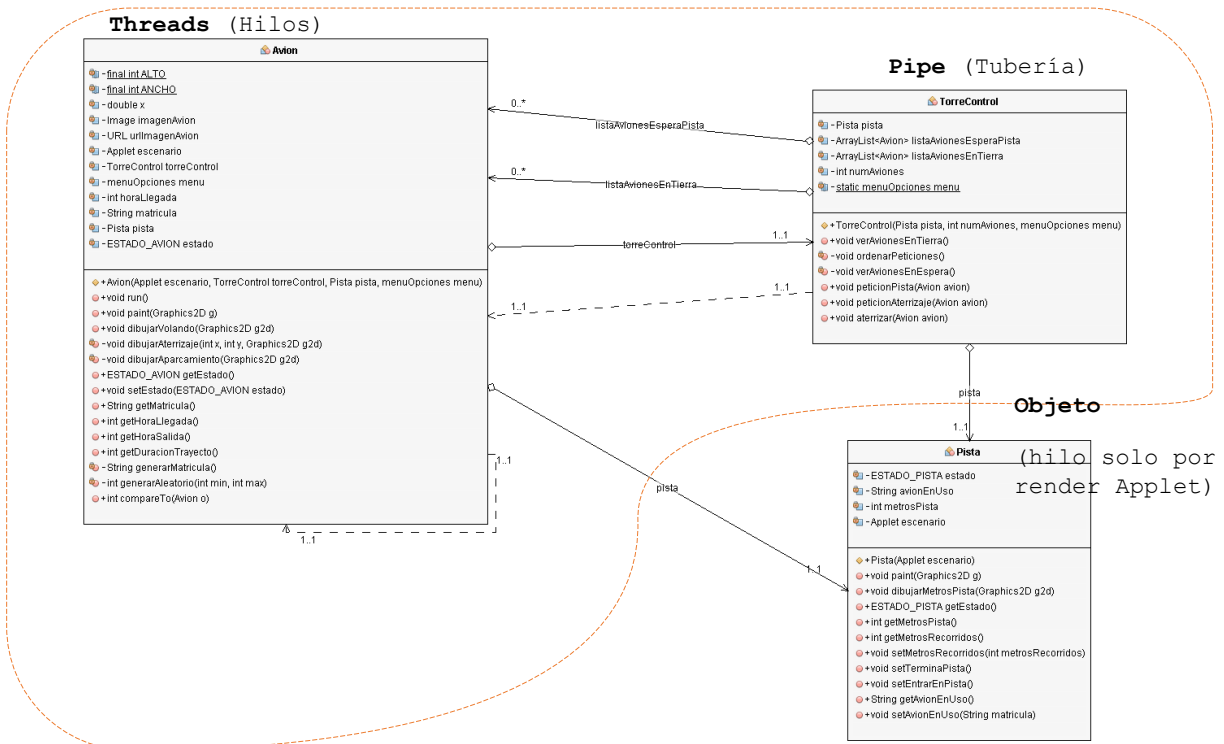 Threads (Hilos)
Avion
- final int ALTO
- final int ANCHO
- double x
- Image imagenAvion
- URL urlImagenAvion
- Applet escenario
- TorreControl torreControl
- menuOpciones menu
- int horaLlegada
- String matricula
- Pista pista
- ESTADO_AVION estado
+ Avion(Applet escenario, TorreControl torreControl, Pista pista, menuOpciones menu)
+ void run()
+ void paint(Graphics2D g)
+ void dibujarVolando(Graphics2D g2d)
- void dibujarAterrizaje(int x, int y, Graphics2D g2d)
- void dibujarAparcamiento(Graphics2D g2d)
+ ESTADO_AVION getEstado()
+ void setEstado(ESTADO_AVION estado)
+ String getMatricula()
+ int getHoraLlegada()
+ int getHoraSalida()
+ int getDuracionTrayecto()
- String generarMatricula()
- int generarAleatorio(int min, int max)
+ int compareTo(Avion o)
1..1
1..1
0..*
listaAvionesEsperaPista
0..*
listaAvionesEnTierra
torreControl
1..1
1..1
1..1
Pipe (Tubería)
TorreControl
- Pista pista
- ArrayList<Avion> listaAvionesEsperaPista
- ArrayList<Avion> listaAvionesEnTierra
- int numAviones
- static menuOpciones menu
+ TorreControl(Pista pista, int numAviones, menuOpciones menu)
+ void verAvionesEnTierra()
- void ordenarPeticiones()
- void verAvionesEnEspera()
+ void peticionPista(Avion avion)
+ void peticionAterrizaje(Avion avion)
+ void aterrizar(Avion avion)
pista
1..1
pista
1..1
Objeto
(hilo solo por
render Applet)
Pista
- ESTADO_PISTA estado
- String avionEnUso
- int metrosPista
- Applet escenario
+ Pista(Applet escenario)
+ void paint(Graphics2D g)
+ void dibujarMetrosPista(Graphics2D g2d)
+ ESTADO_PISTA getEstado()
+ int getMetrosPista()
+ int getMetrosRecorridos()
+ void setMetrosRecorridos(int metrosRecorridos)
+ void setTerminaPista()
+ void setEntrarEnPista()
+ String getAvionEnUso()
+ void setAvionEnUso(String matricula)